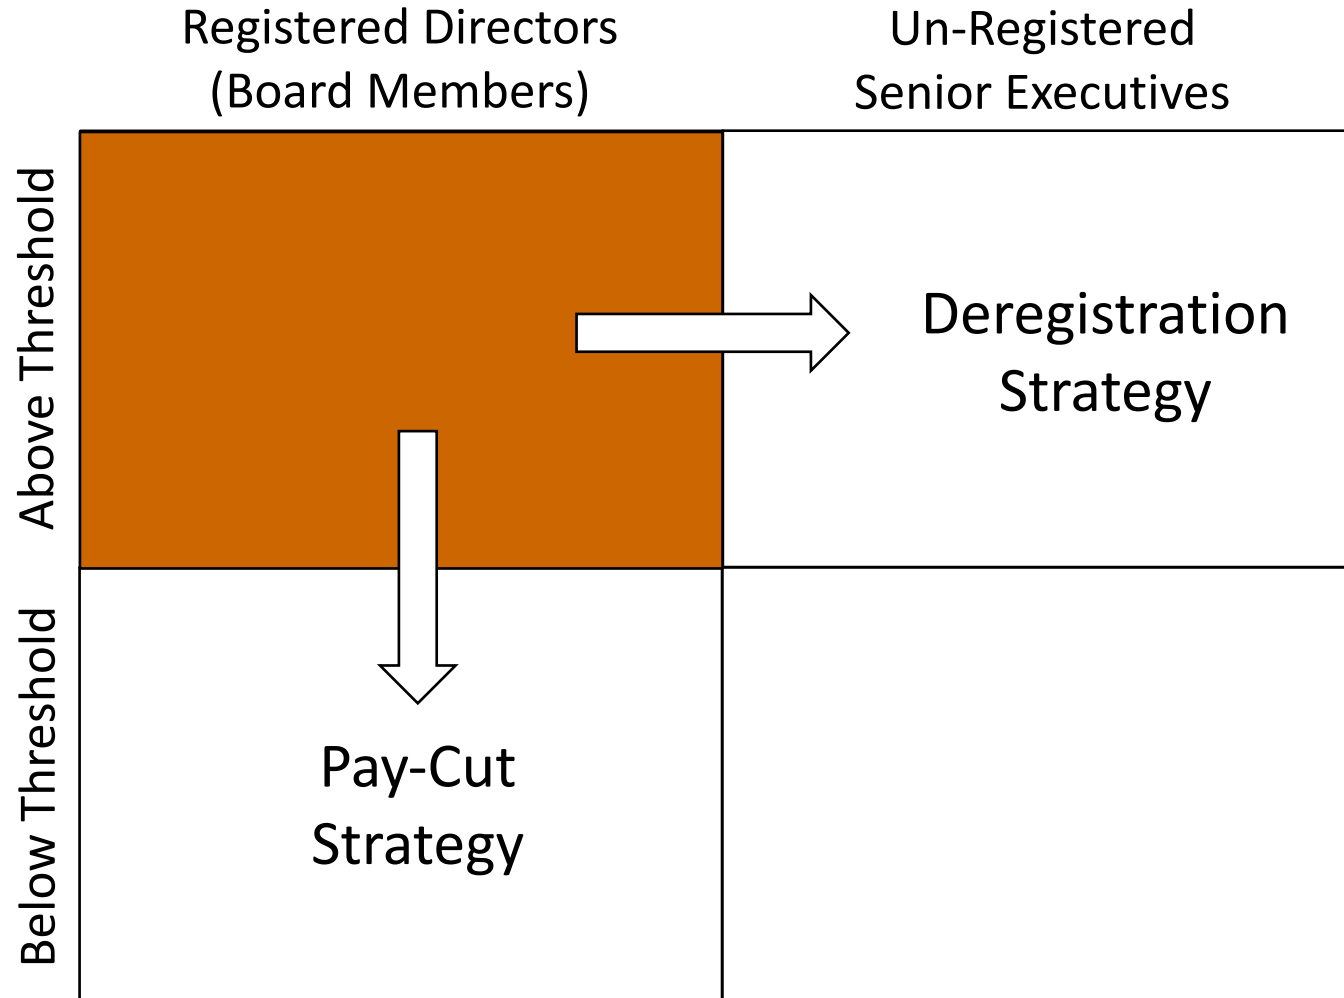 Registered Directors
(Board Members)
Un-Registered
Senior Executives
Above Threshold
Deregistration
Strategy
Below Threshold
Pay-Cut
Strategy